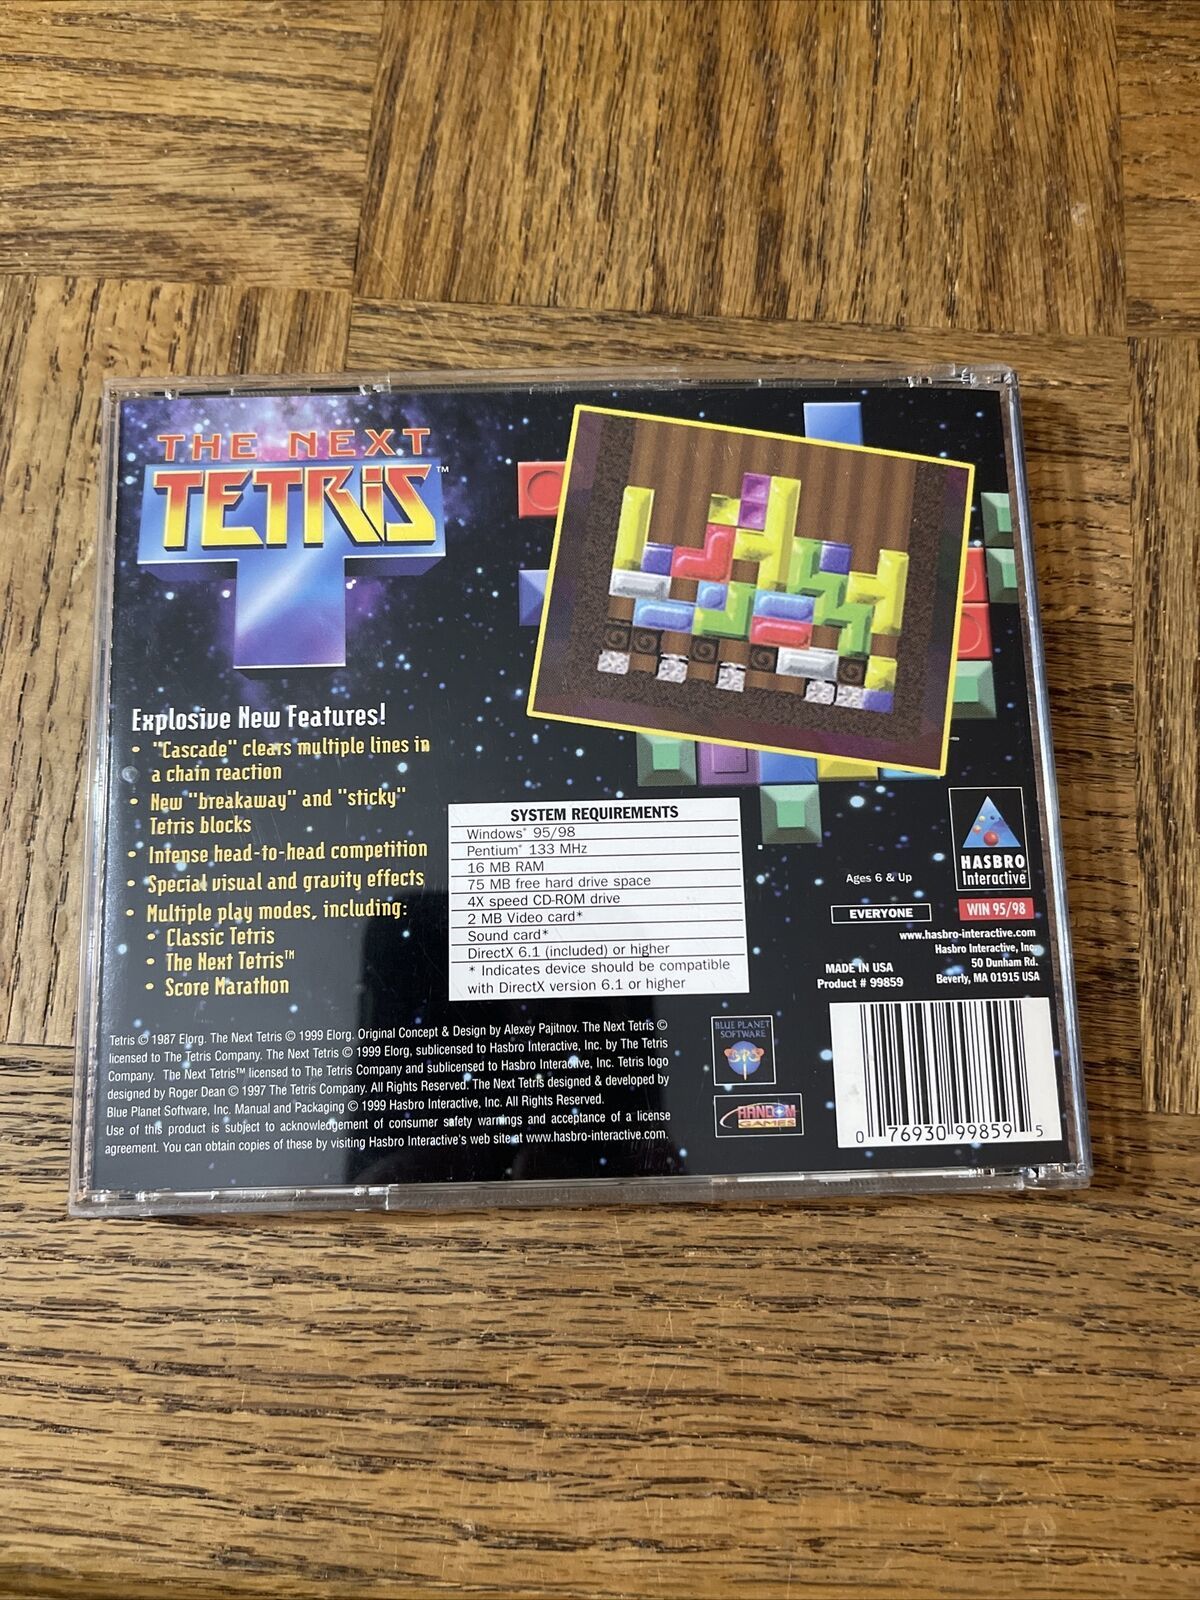 THE NEXT
TETRIS™
Explosive New Features!
• "Cascade" clears multiple lines in
a chain reaction
• New "breakaway" and "sticky"
Tetris blocks
• Intense head-to-head competition
• Special visual and gravity effects
• Multiple play modes, including:
• Classic Tetris
• The Next Tetris™
• Score Marathon
SYSTEM REQUIREMENTS
Windows® 95/98
Pentium® 133 MHz
16 MB RAM
75 MB free hard drive space
4X speed CD-ROM drive
2 MB Video card*
Sound card*
DirectX 6.1 (included) or higher
* Indicates device should be compatible
with DirectX version 6.1 or higher
HASBRO
Interactive™
Ages 6 & Up
EVERYONE
WIN 95/98
www.hasbro-interactive.com
Hasbro Interactive, Inc.
50 Dunham Rd.
Beverly, MA 01915 USA
MADE IN USA
Product # 99859
Tetris © 1987 Elorg. The Next Tetris © 1999 Elorg. Original Concept & Design by Alexey Pajitnov. The Next Tetris ©
licensed to The Tetris Company. The Next Tetris © 1999 Elorg, sublicensed to Hasbro Interactive, Inc. by The Tetris
Company. The Next Tetris™ licensed to The Tetris Company and sublicensed to Hasbro Interactive, Inc. Tetris logo
designed by Roger Dean © 1997 The Tetris Company. All Rights Reserved. The Next Tetris designed & developed by
Blue Planet Software, Inc. Manual and Packaging © 1999 Hasbro Interactive, Inc. All Rights Reserved.
Use of this product is subject to acknowledgement of consumer safety warnings and acceptance of a license
agreement. You can obtain copies of these by visiting Hasbro Interactive's web site at www.hasbro-interactive.com.
BLUE PLANET
SOFTWARE
BPS
RANDOM
GAMES
0 76930 99859 5